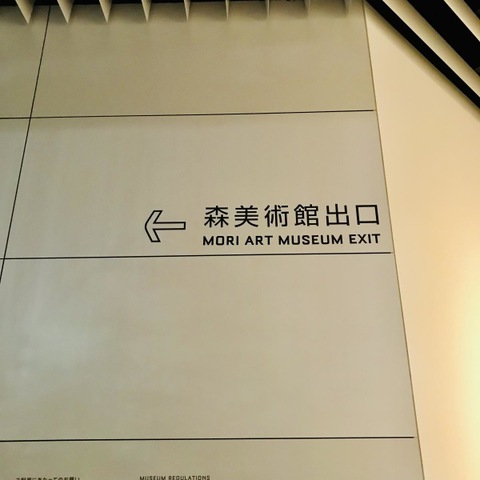 森美術館出口
MORI ART MUSEUM EXIT
MUSEUM REGULATIONS